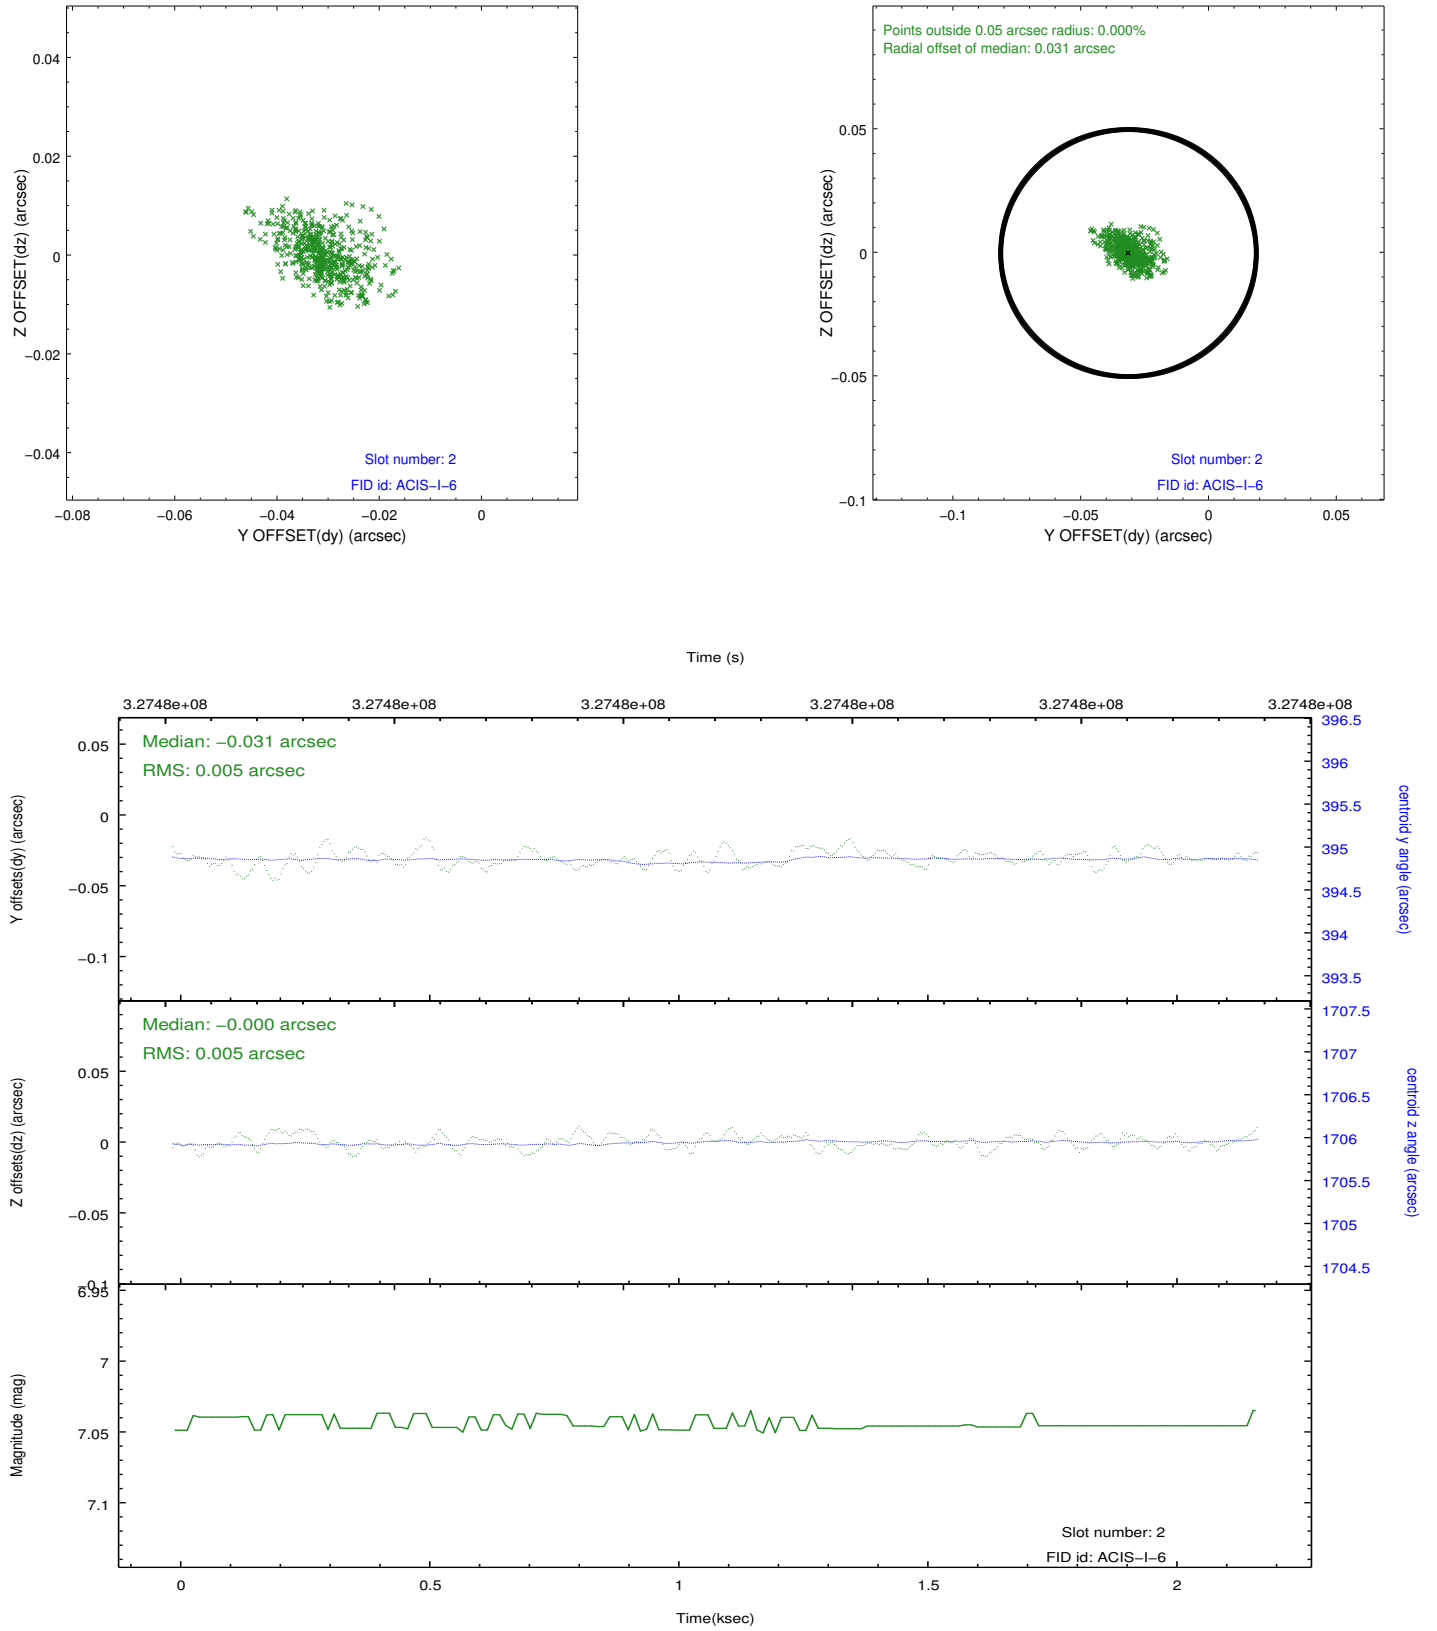 0.04
0.02
0
−0.02
−0.04
Z OFFSET(dz) (arcsec)
Slot number: 2
FID id: ACIS−I−6
−0.08
−0.06
−0.04
−0.02
0
Y OFFSET(dy) (arcsec)
Points outside 0.05 arcsec radius: 0.000%
Radial offset of median: 0.031 arcsec
0.05
0
−0.05
−0.1
Z OFFSET(dz) (arcsec)
Slot number: 2
FID id: ACIS−I−6
−0.1
−0.05
0
0.05
Y OFFSET(dy) (arcsec)
Time (s)
3.2748e+08
3.2748e+08
3.2748e+08
3.2748e+08
3.2748e+08
3.2748e+08
Median: −0.031 arcsec
RMS: 0.005 arcsec
0.05
0
−0.05
−0.1
Y offsets(dy) (arcsec)
396.5
396
395.5
395
394.5
394
393.5
centroid y angle (arcsec)
Median: −0.000 arcsec
RMS: 0.005 arcsec
0.05
0
−0.05
−0.1
Z offsets(dz) (arcsec)
1707.5
1707
1706.5
1706
1705.5
1705
1704.5
centroid z angle (arcsec)
6.95
7
7.05
7.1
Magnitude (mag)
Slot number: 2
FID id: ACIS−I−6
0
0.5
1
1.5
2
Time(ksec)